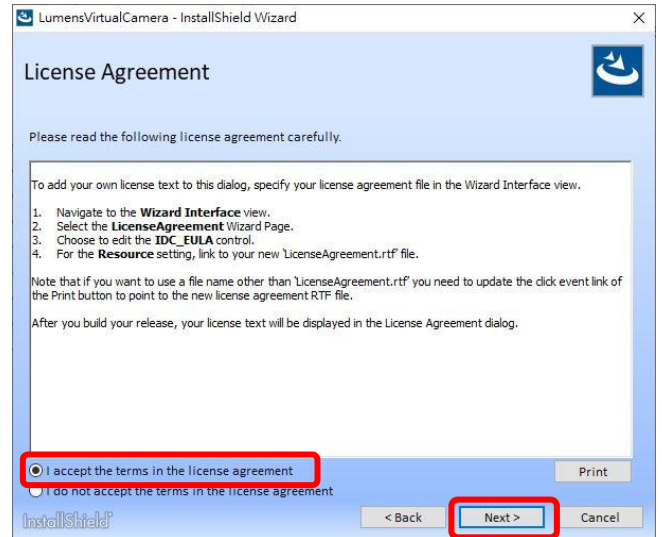 LumensVirtualCamera - InstallShield Wizard
License Agreement
Please read the following license agreement carefully.
To add your own license text to this dialog, specify your license agreement file in the Wizard Interface view.
1. Navigate to the Wizard Interface view.
2. Select the LicenseAgreement Wizard Page.
3. Choose to edit the IDC_EULA control.
4. For the Resource setting, link to your new 'LicenseAgreement.rtf' file.
Note that if you want to use a file name other than 'LicenseAgreement.rtf' you need to update the click event link of
the Print button to point to the new license agreement RTF file.
After you build your release, your license text will be displayed in the License Agreement dialog.
I accept the terms in the license agreement
Print
I do not accept the terms in the license agreement
InstallShield
< Back
Next >
Cancel